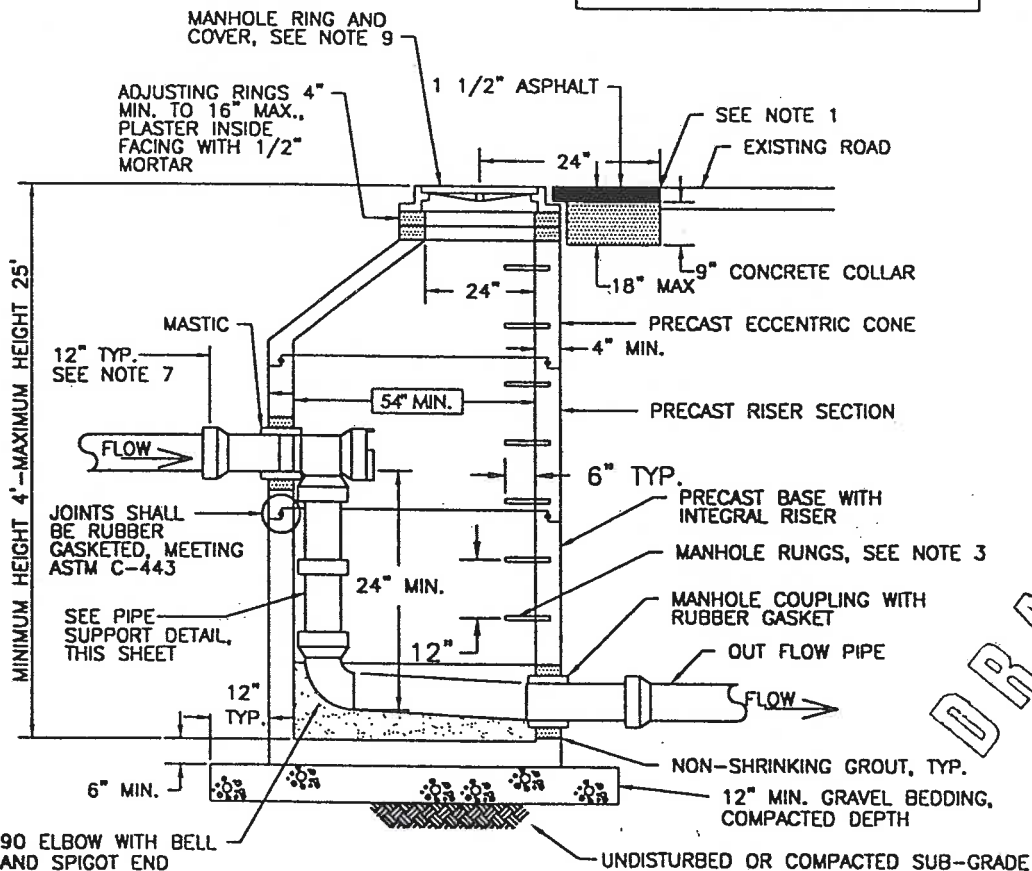 MANHOLE RING AND
COVER, SEE NOTE 9
ADJUSTING RINGS 4"
MIN. TO 16" MAX.,
PLASTER INSIDE
FACING WITH 1/2"
MORTAR
1 1/2" ASPHALT
SEE NOTE 1
24"
EXISTING ROAD
9" CONCRETE COLLAR
18" MAX
24"
MASTIC
PRECAST ECCENTRIC CONE
4" MIN.
12" TYP.
SEE NOTE 7
54" MIN.
PRECAST RISER SECTION
FLOW
6" TYP.
MINIMUM HEIGHT 4'-MAXIMUM HEIGHT 25'
PRECAST BASE WITH
INTEGRAL RISER
JOINTS SHALL
BE RUBBER
GASKETED, MEETING
ASTM C-443
MANHOLE RUNGS, SEE NOTE 3
24" MIN.
MANHOLE COUPLING WITH
RUBBER GASKET
SEE PIPE
SUPPORT DETAIL,
THIS SHEET
12"
OUT FLOW PIPE
FLOW
12"
TYP.
NON-SHRINKING GROUT, TYP.
6" MIN.
12" MIN. GRAVEL BEDDING,
COMPACTED DEPTH
90 ELBOW WITH BELL
AND SPIGOT END
UNDISTURBED OR COMPACTED SUB-GRADE